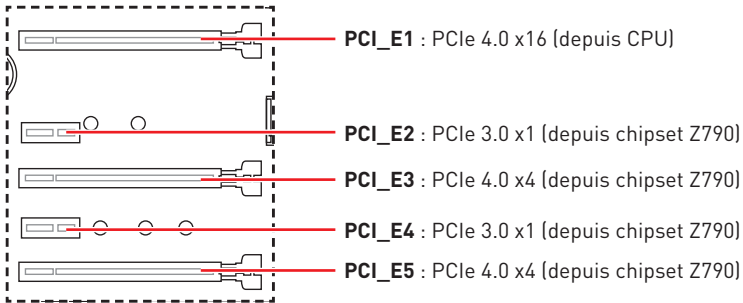 PCI_E1 : PCIe 4.0 x16 (depuis CPU)
PCI_E2 : PCIe 3.0 x1 (depuis chipset Z790)
PCI_E3 : PCIe 4.0 x4 (depuis chipset Z790)
PCI_E4 : PCIe 3.0 x1 (depuis chipset Z790)
PCI_E5 : PCIe 4.0 x4 (depuis chipset Z790)